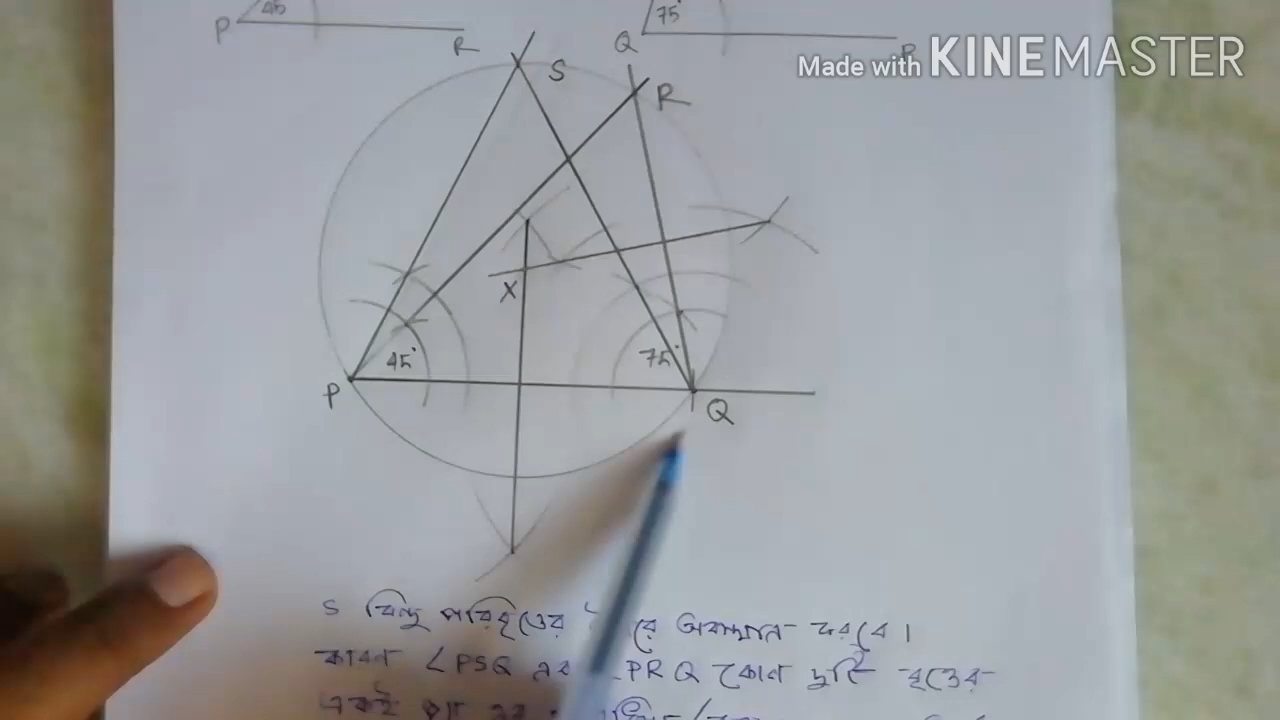 P 45° R
Q 75° R
Made with KINEMASTER
S
R
X
45°
75°
P
Q
S বিন্দু পরিবৃত্তের উপরে অবস্থান করবে।
কারণ ∠PSQ এবং ∠PRQ কোণ দুটি বৃত্তের
একই